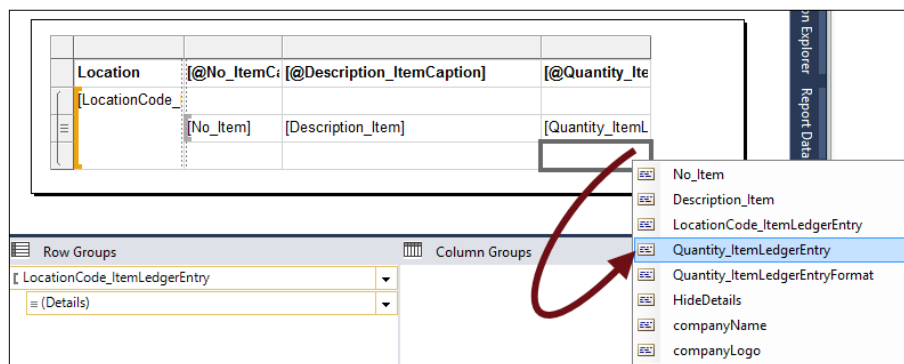 Location [@No_ItemCa [@Description_ItemCaption] [@Quantity_Ite
[LocationCode_
[No_Item] [Description_Item] [Quantity_ItemL
on Explorer
Report Data
No_Item
Description_Item
LocationCode_ItemLedgerEntry
Quantity_ItemLedgerEntry
Quantity_ItemLedgerEntryFormat
HideDetails
companyName
companyLogo
Row Groups
Column Groups
[ LocationCode_ItemLedgerEntry
(Details)